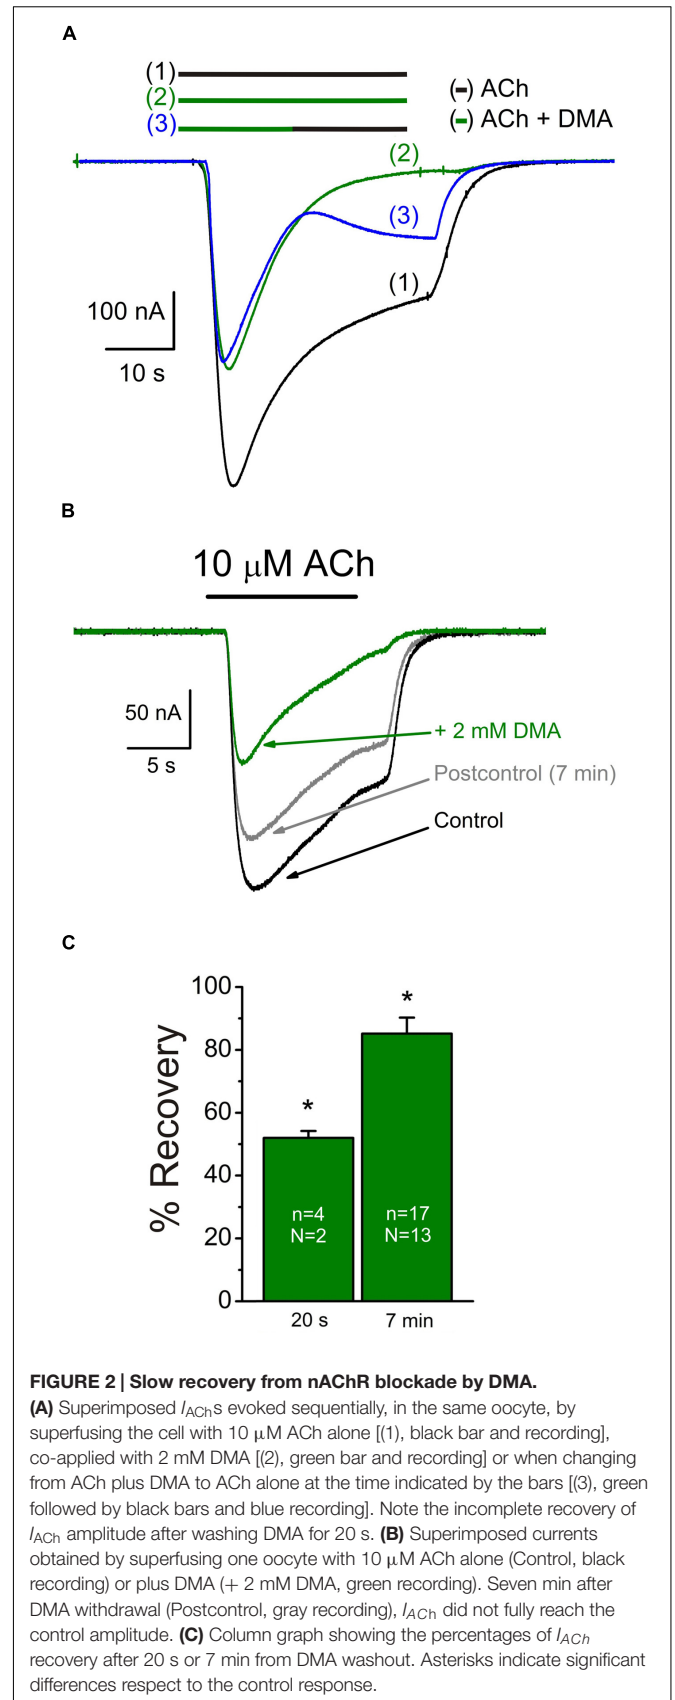 A
(1)
(2)
(3)
(-) ACh
(-) ACh + DMA
(2)
(3)
(1)
100 nA
10 s
B
10 μM ACh
50 nA
5 s
+ 2 mM DMA
Postcontrol (7 min)
Control
C
% Recovery
100
80
60
40
20
0
*
*
n=4
N=2
n=17
N=13
20 s
7 min
FIGURE 2 | Slow recovery from nAChR blockade by DMA.
(A) Superimposed IAChs evoked sequentially, in the same oocyte, by
superfusing the cell with 10 μM ACh alone [(1), black bar and recording],
co-applied with 2 mM DMA [(2), green bar and recording] or when changing
from ACh plus DMA to ACh alone at the time indicated by the bars [(3), green
followed by black bars and blue recording]. Note the incomplete recovery of
IACh amplitude after washing DMA for 20 s. (B) Superimposed currents
obtained by superfusing one oocyte with 10 μM ACh alone (Control, black
recording) or plus DMA (+ 2 mM DMA, green recording). Seven min after
DMA withdrawal (Postcontrol, gray recording), IACh did not fully reach the
control amplitude. (C) Column graph showing the percentages of IACh
recovery after 20 s or 7 min from DMA washout. Asterisks indicate significant
differences respect to the control response.